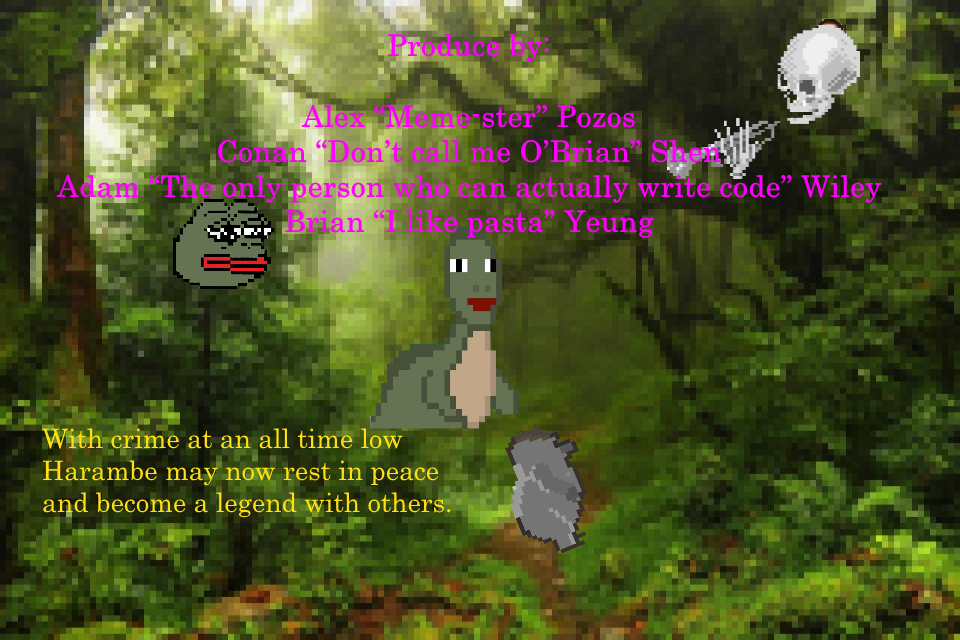 Produce by:
Alex “Meme-ster” Pozos
Conan “Don’t call me O’Brian” Shen
Adam “The only person who can actually write code” Wiley
Brian “I like pasta” Yeung
With crime at an all time low
Harambe may now rest in peace
and become a legend with others.